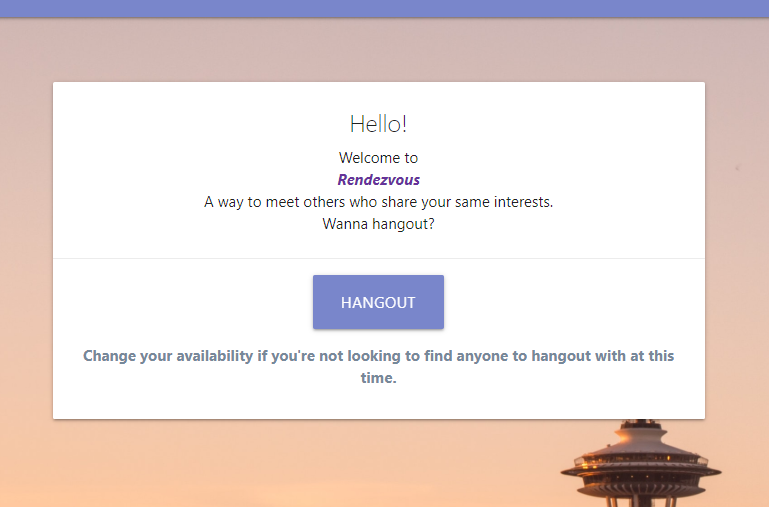 Hello!
Welcome to
Rendezvous
A way to meet others who share your same interests.
Wanna hangout?
HANGOUT
Change your availability if you're not looking to find anyone to hangout with at this
time.